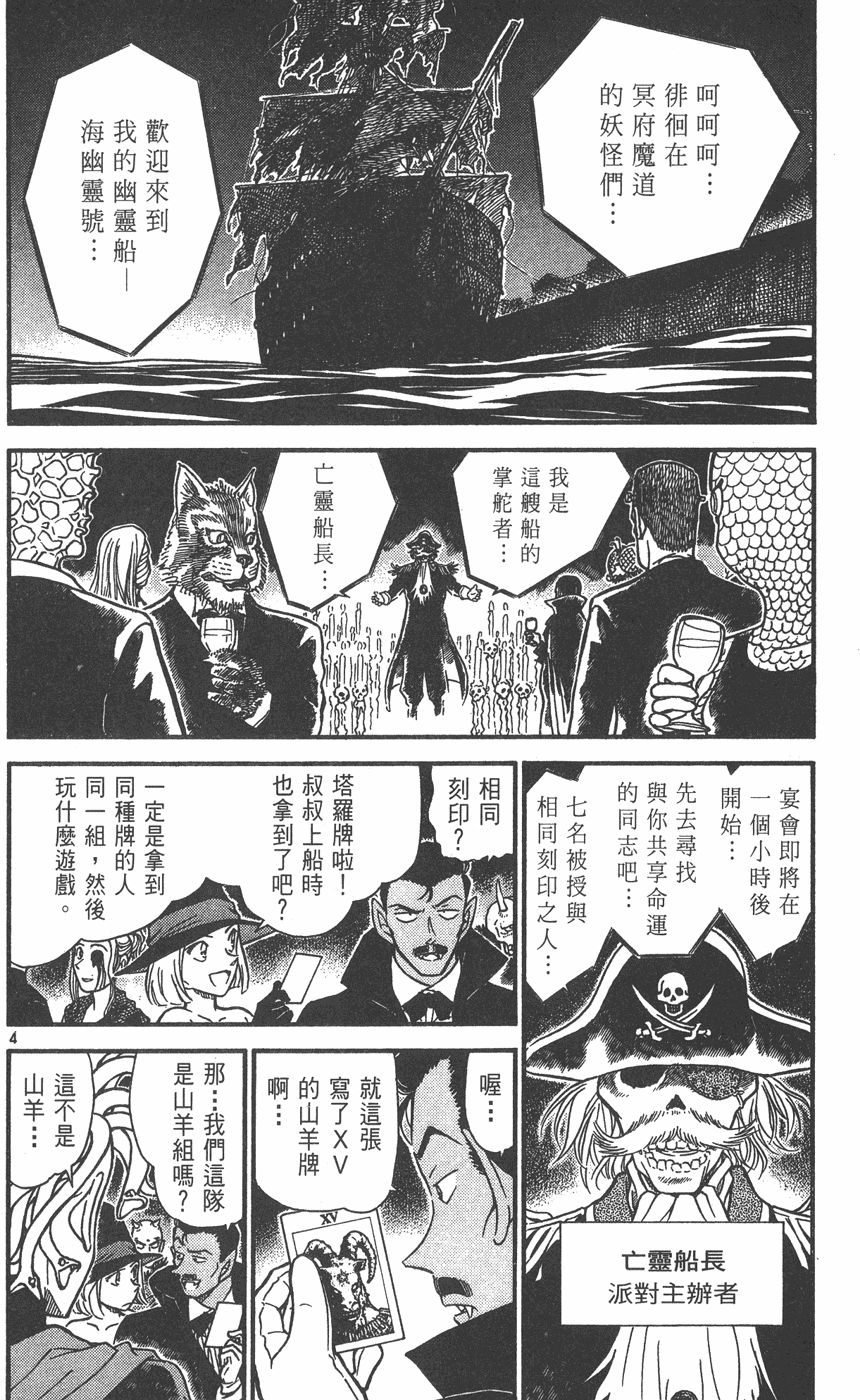 呵呵呵…
徘徊在
冥府魔道
的妖怪們…
歡迎來到
我的幽靈船—
海幽靈號…
我是
這艘船的
掌舵者…
亡靈船長…
宴會即將在
一個小時後
開始…
先去尋找
與你共享命運
的同志吧…
七名被授與
相同刻印之人…
亡靈船長
派對主辦者
相同
刻印？
塔羅牌啦！
叔叔上船時
也拿到了吧？
一定是拿到
同種牌的人
同一組，然後
玩什麼遊戲。
4
喔…
就這張
寫了XV
的山羊牌
啊…
XV
那…我們這隊
是山羊組嗎？
這不是
山羊…